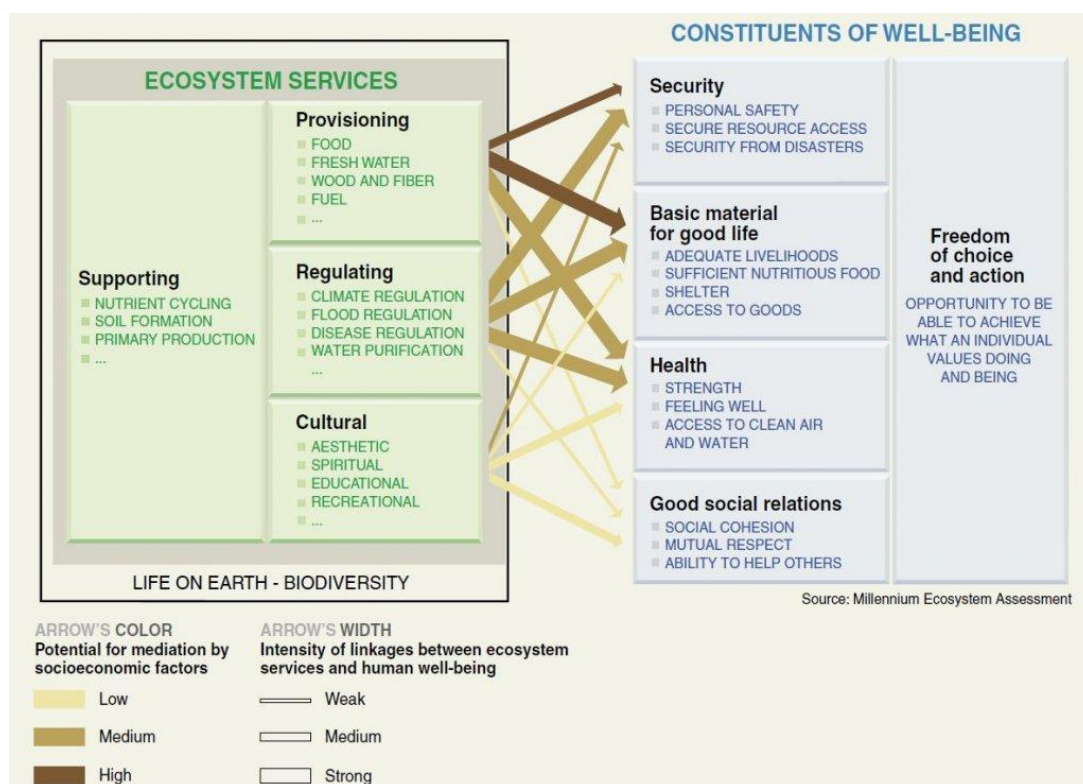 CONSTITUENTS OF WELL-BEING
ECOSYSTEM SERVICES
Supporting
NUTRIENT CYCLING
SOIL FORMATION
PRIMARY PRODUCTION
...
Provisioning
FOOD
FRESH WATER
WOOD AND FIBER
FUEL
...
Regulating
CLIMATE REGULATION
FLOOD REGULATION
DISEASE REGULATION
WATER PURIFICATION
...
Cultural
AESTHETIC
SPIRITUAL
EDUCATIONAL
RECREATIONAL
...
LIFE ON EARTH - BIODIVERSITY
Security
PERSONAL SAFETY
SECURE RESOURCE ACCESS
SECURITY FROM DISASTERS
Basic material
for good life
ADEQUATE LIVELIHOODS
SUFFICIENT NUTRITIOUS FOOD
SHELTER
ACCESS TO GOODS
Health
STRENGTH
FEELING WELL
ACCESS TO CLEAN AIR
AND WATER
Good social relations
SOCIAL COHESION
MUTUAL RESPECT
ABILITY TO HELP OTHERS
Freedom
of choice
and action
OPPORTUNITY TO BE
ABLE TO ACHIEVE
WHAT AN INDIVIDUAL
VALUES DOING
AND BEING
Source: Millennium Ecosystem Assessment
ARROW'S COLOR
Potential for mediation by
socioeconomic factors
Low
Medium
High
ARROW'S WIDTH
Intensity of linkages between ecosystem
services and human well-being
Weak
Medium
Strong